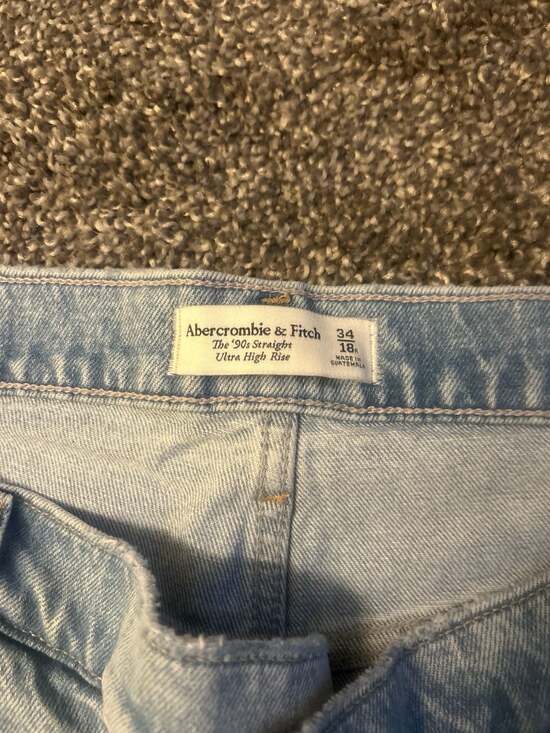 Abercrombie & Fitch
The '90s Straight
Ultra High Rise
34
18R
MADE IN
GUATEMALA